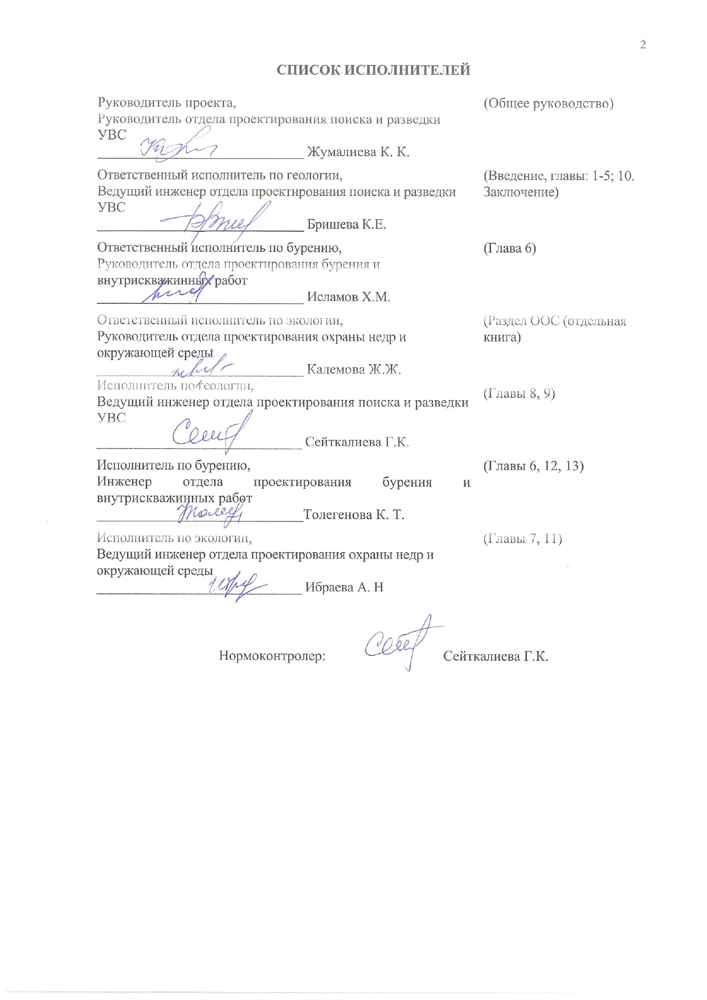 2
СПИСОК ИСПОЛНИТЕЛЕЙ
Руководитель проекта,
(Общее руководство)
Руководитель отдела проектирования поиска и разведки
УВС
Жумалиева К. К.
Ответственный исполнитель по геологии,
(Введение, главы: 1-5; 10.
Ведущий инженер отдела проектирования поиска и разведки
Заключение)
УВС
Бришева К.Е.
Ответственный исполнитель по бурению,
(Глава 6)
Руководитель отдела проектирования бурения и
внутрискважинных работ
Исламов Х.М.
Ответственный исполнитель по экологии,
(Раздел ООС (отдельная
Руководитель отдела проектирования охраны недр и
книга)
окружающей среды
Калемова Ж.Ж.
Исполнитель по геологии,
(Главы 8, 9)
Ведущий инженер отдела проектирования поиска и разведки
УВС
Сейткалиева Г.К.
Исполнитель по бурению,
(Главы 6, 12, 13)
Инженер отдела проектирования бурения и
внутрискважинных работ
Толегенова К. Т.
Исполнитель по экологии,
(Главы 7, 11)
Ведущий инженер отдела проектирования охраны недр и
окружающей среды
Ибраева А. Н
Нормоконтролер: Сейткалиева Г.К.